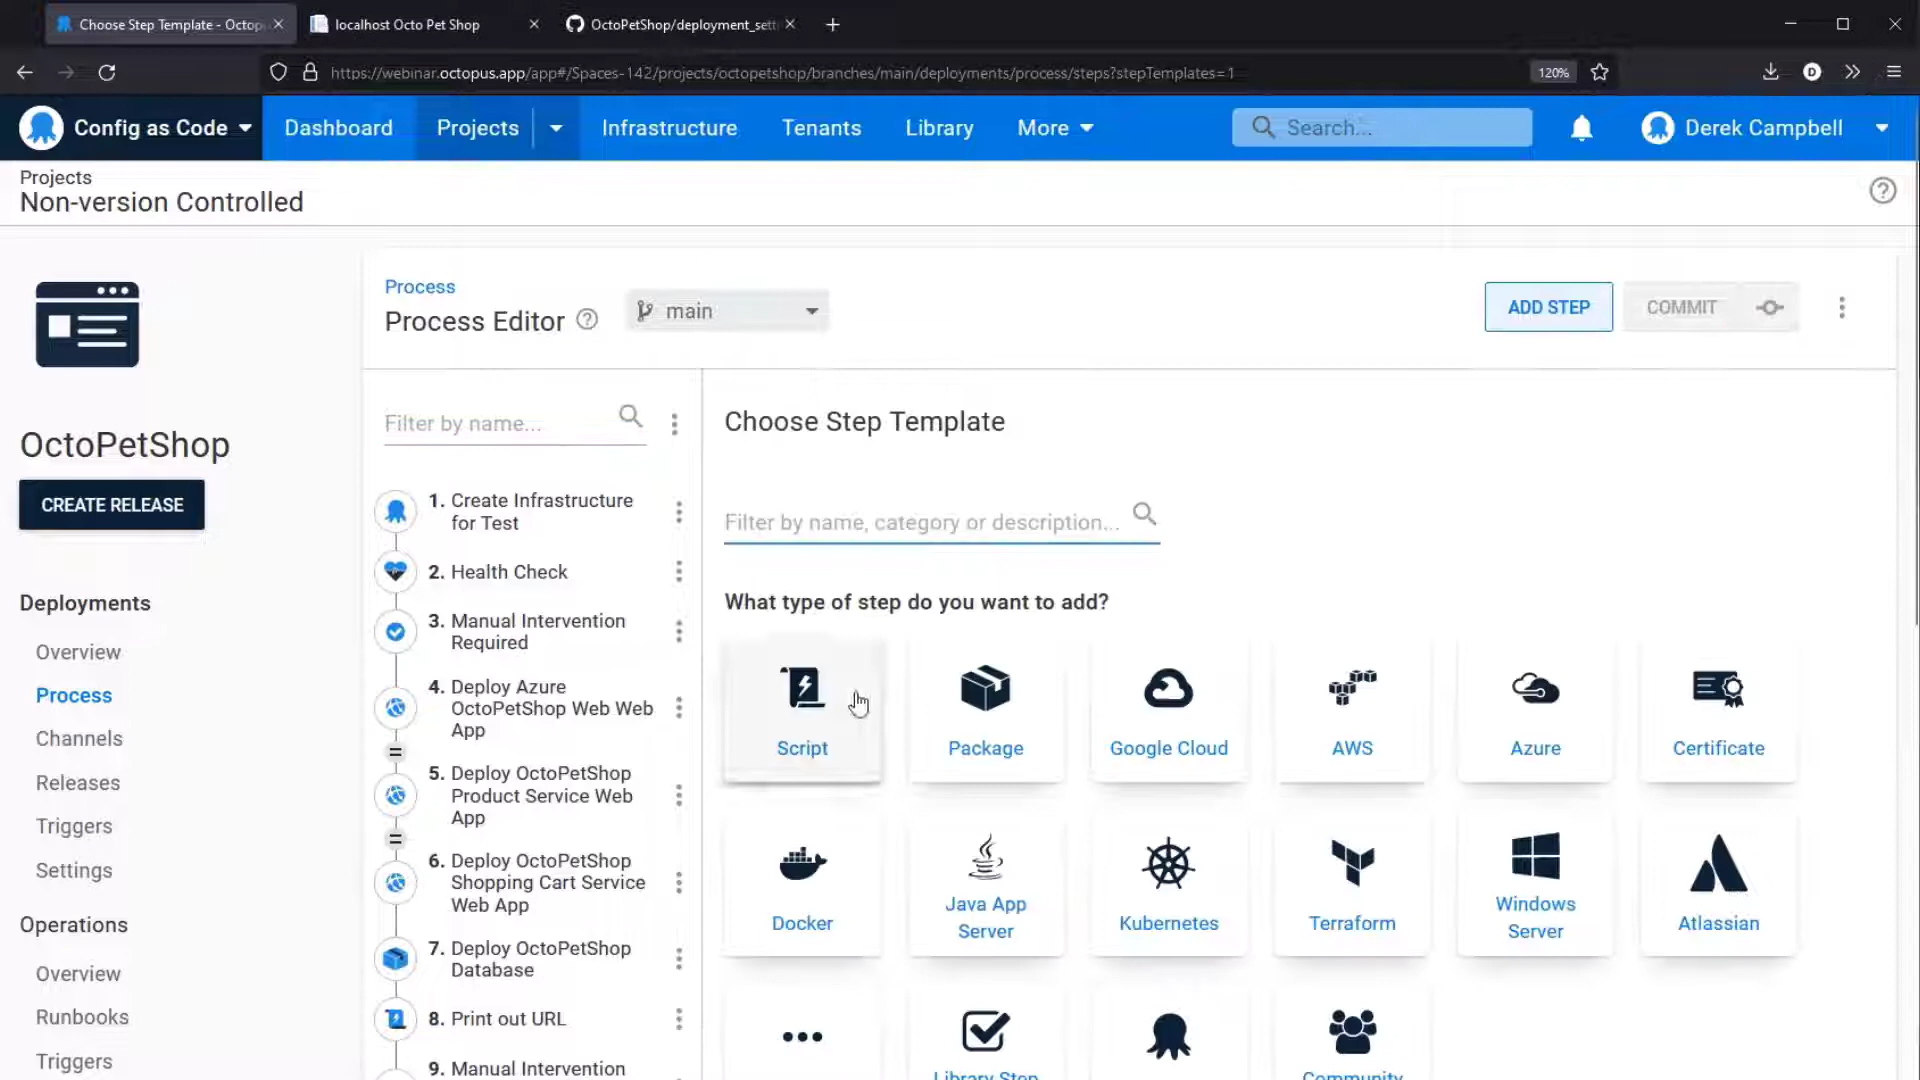 Choose Step Template - Octop
localhost Octo Pet Shop
OctoPetShop/deployment_sett
https://webinar.octopus.app/app#/Spaces-142/projects/octopetshop/branches/main/deployments/process/steps?stepTemplates=1
120%
D
Config as Code
Dashboard
Projects
Infrastructure
Tenants
Library
More
Search...
Derek Campbell
Projects
Non-version Controlled
OctoPetShop
CREATE RELEASE
Deployments
Overview
Process
Channels
Releases
Triggers
Settings
Operations
Overview
Runbooks
Triggers
Process
Process Editor
main
ADD STEP
COMMIT
Filter by name...
1. Create Infrastructure
for Test
2. Health Check
3. Manual Intervention
Required
4. Deploy Azure
OctoPetShop Web Web
App
5. Deploy OctoPetShop
Product Service Web
App
6. Deploy OctoPetShop
Shopping Cart Service
Web App
7. Deploy OctoPetShop
Database
8. Print out URL
9. Manual Intervention
Choose Step Template
Filter by name, category or description...
What type of step do you want to add?
Script
Package
Google Cloud
AWS
Azure
Certificate
Docker
Java App
Server
Kubernetes
Terraform
Windows
Server
Atlassian
Library Step
Community